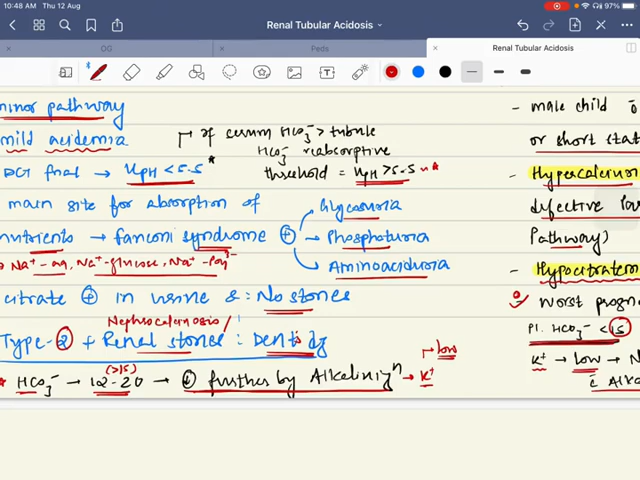 10:48 AM Thu 12 Aug
97%
Renal Tubular Acidosis
OG
Peds
Renal Tubular Acidosis
minor pathway
mild acidemia
if serum HCO3⁻ > tubule
HCO3⁻ reabsorptive
threshold = UpH > 5.5 *
DCT final → UpH < 5.5 *
main site for absorption of
nutrients → fanconi syndrome ⊕
Glycosuria
Phosphaturia
Aminoaciduria
Na⁺-aa, Na⁺-glucose, Na⁺-PO4³⁻
citrate ⊕ in urine & : No stones
Nephrocalcinosis /
Type-2 + Renal stones : Dent's dz
(>15)
* HCO3⁻ → 12-20 → ⊕ further by Alkalinizⁿ → K⁺
low
- male child c̄
or short stat
- Hypercalciuri
defective
Pathway)
- Hypocitrate
worst progn
Pl. HCO3⁻ < 15
K⁺ → low → N
c̄ Alka